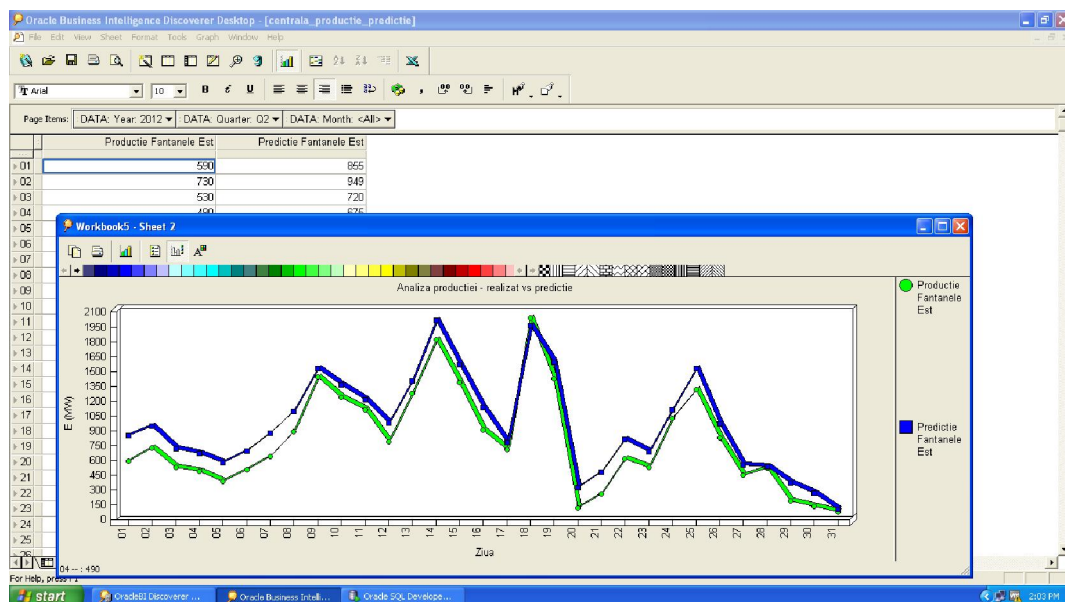 Oracle Business Intelligence Discoverer Desktop - [centrala_productie_predictie]
File Edit View Sheet Format Tools Graph Window Help
Arial 10 B U
Page Items: DATA: Year: 2012 DATA: Quarter: Q2 DATA: Month: <All>
Productie Fantanele Est Predictie Fantanele Est
01 590 855
02 730 949
03 530 720
04 490 675
05
Workbook5 - Sheet 2
06
07
08
09
10
11
12
13
14
15
16
17
18
19
20
21
22
23
24
25
26
Analiza productiei - realizat vs predictie
Productie
Fantanele
Est
Predictie
Fantanele
Est
E (MW)
2100
1950
1800
1650
1500
1350
1200
1050
900
750
600
450
300
150
0
01 02 03 04 05 06 07 08 09 10 11 12 13 14 15 16 17 18 19 20 21 22 23 24 25 26 27 28 29 30 31
Ziua
04 -- : 490
For Help, press F1
start OracleBI Discoverer ... Oracle Business Intelli... Oracle SQL Develope... 2:03 PM